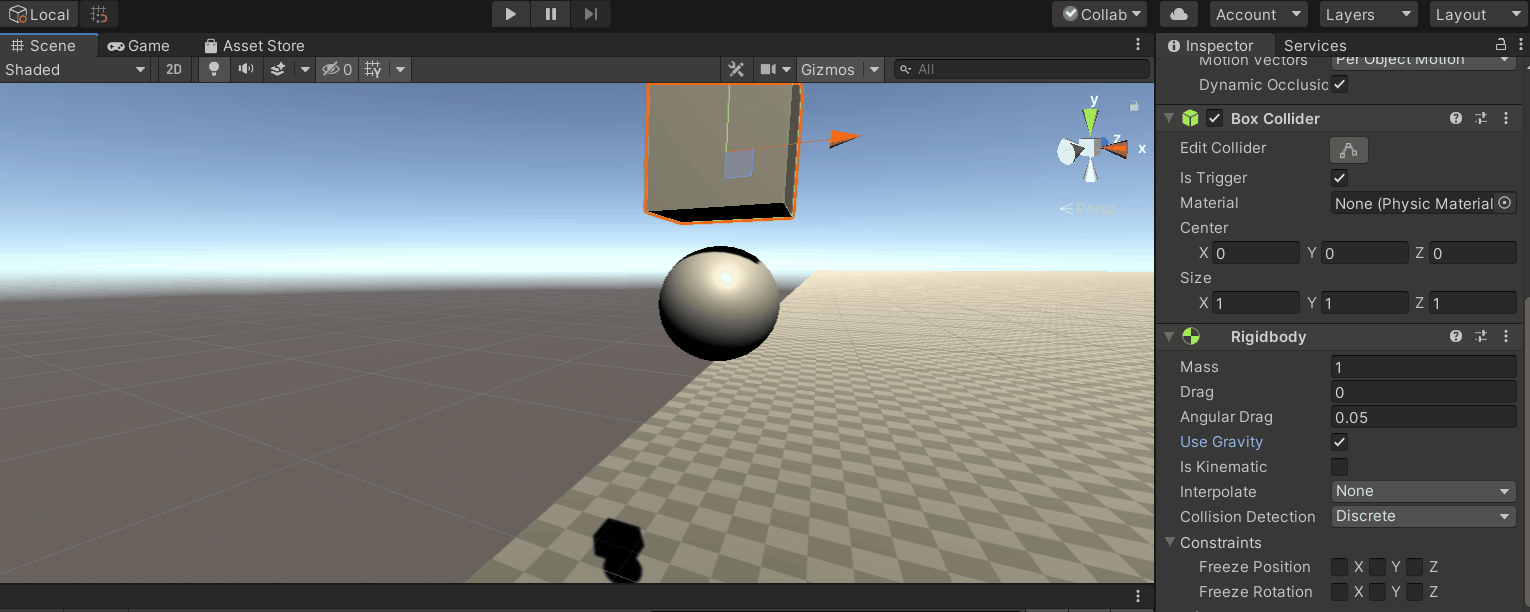 Local Collab Account Layers Layout
Scene Game Asset Store
Shaded 2D 0 Gizmos All
y
z
x
Persp
Inspector Services
Motion Vectors Per Object Motion
Dynamic Occlusic
Box Collider
Edit Collider
Is Trigger
Material None (Physic Material
Center
X 0 Y 0 Z 0
Size
X 1 Y 1 Z 1
Rigidbody
Mass 1
Drag 0
Angular Drag 0.05
Use Gravity
Is Kinematic
Interpolate None
Collision Detection Discrete
Constraints
Freeze Position X Y Z
Freeze Rotation X Y Z